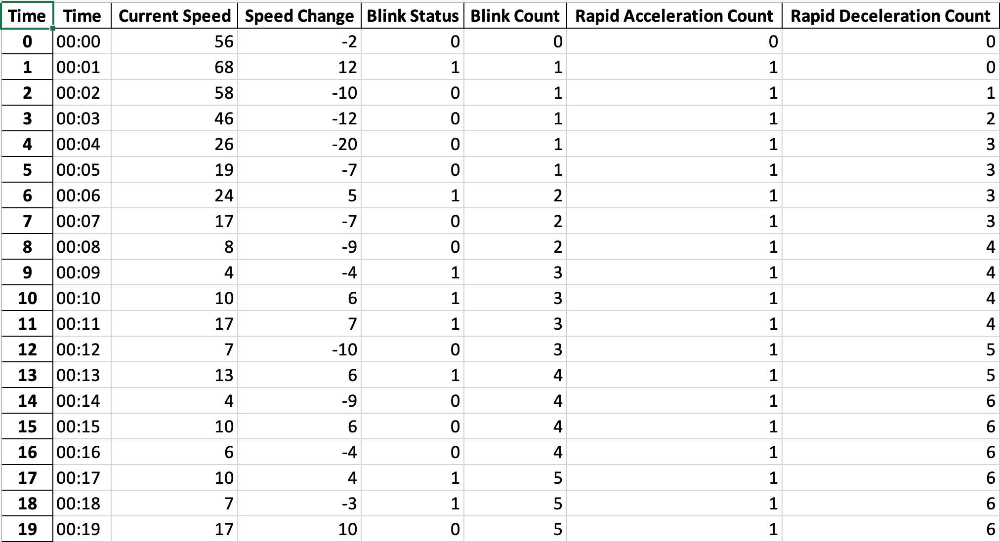 Time Time Current Speed Speed Change Blink Status Blink Count Rapid Acceleration Count Rapid Deceleration Count
0 00:00 56 -2 0 0 0 0
1 00:01 68 12 1 1 1 0
2 00:02 58 -10 0 1 1 1
3 00:03 46 -12 0 1 1 2
4 00:04 26 -20 0 1 1 3
5 00:05 19 -7 0 1 1 3
6 00:06 24 5 1 2 1 3
7 00:07 17 -7 0 2 1 3
8 00:08 8 -9 0 2 1 4
9 00:09 4 -4 1 3 1 4
10 00:10 10 6 1 3 1 4
11 00:11 17 7 1 3 1 4
12 00:12 7 -10 0 3 1 5
13 00:13 13 6 1 4 1 5
14 00:14 4 -9 0 4 1 6
15 00:15 10 6 0 4 1 6
16 00:16 6 -4 0 4 1 6
17 00:17 10 4 1 5 1 6
18 00:18 7 -3 1 5 1 6
19 00:19 17 10 0 5 1 6